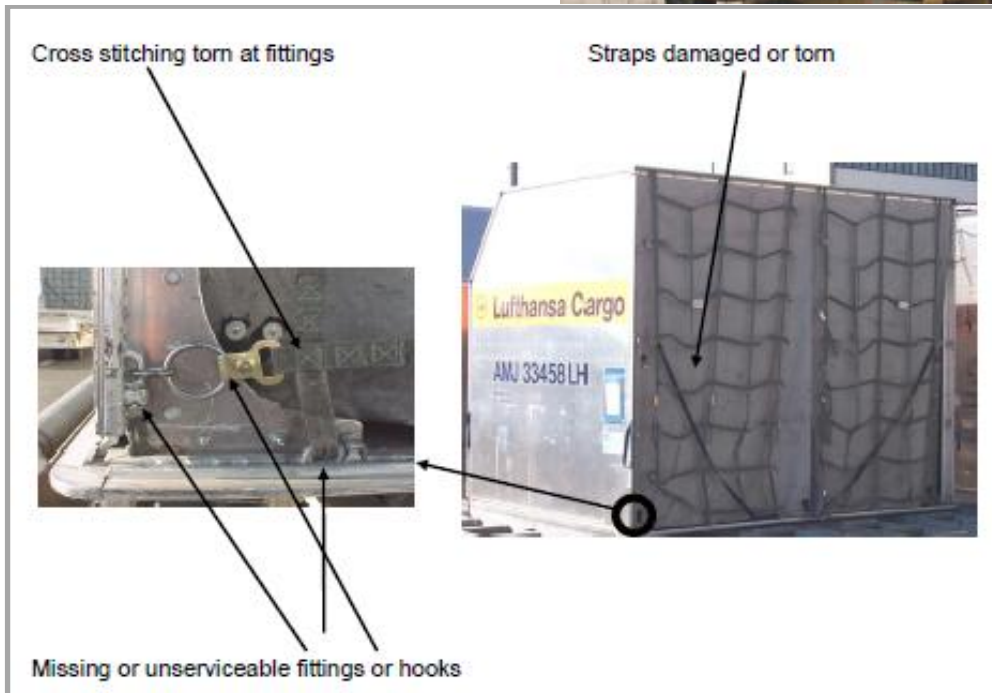 Cross stitching torn at fittings
Straps damaged or torn
Lufthansa Cargo
AMJ 33458 LH
Missing or unserviceable fittings or hooks